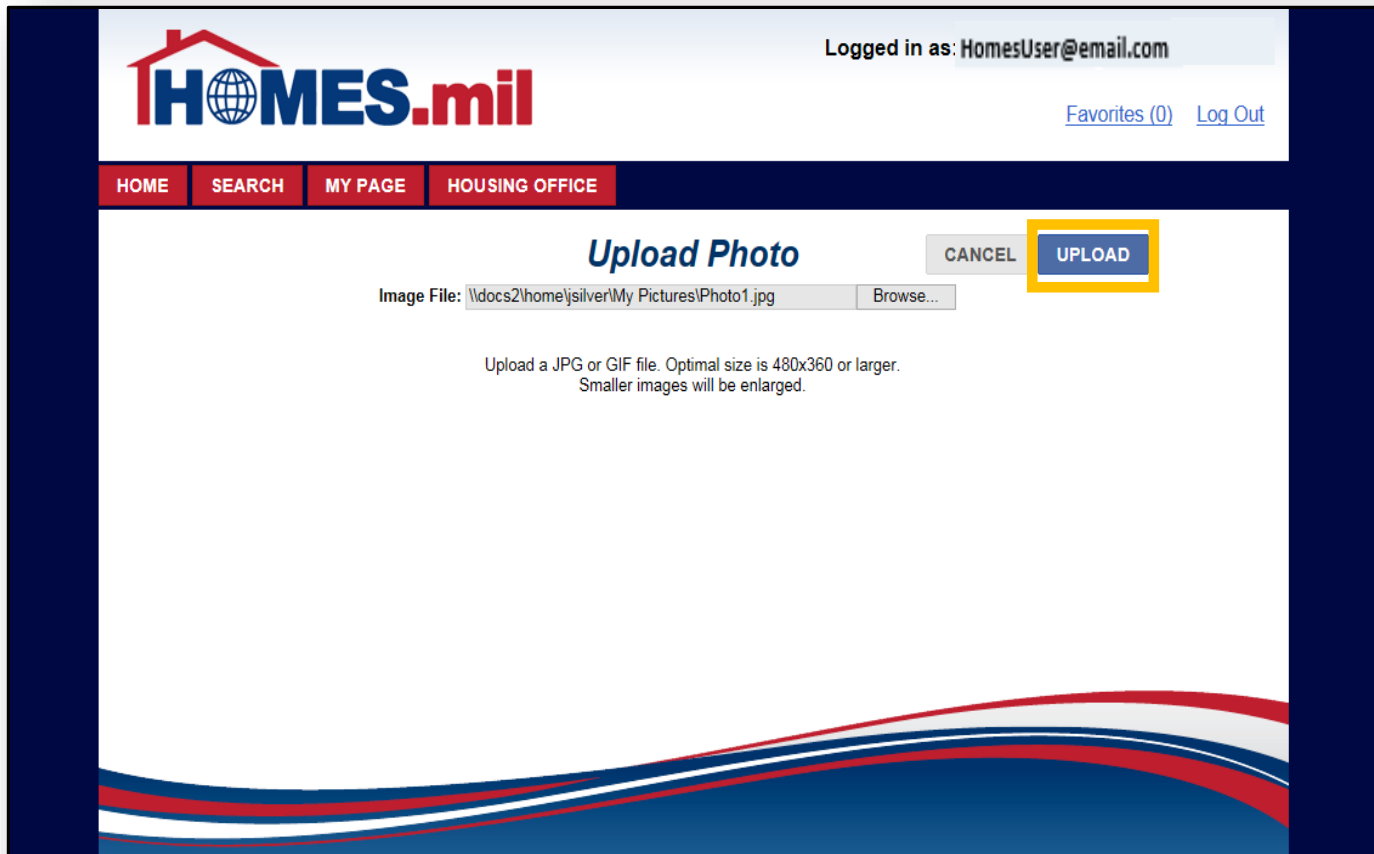 Logged in as: HomesUser@email.com
HOMES.mil
Favorites (0) Log Out
HOME SEARCH MY PAGE HOUSING OFFICE
Upload Photo CANCEL UPLOAD
Image File: \\docs2\home\jsilver\My Pictures\Photo1.jpg Browse...
Upload a JPG or GIF file. Optimal size is 480x360 or larger.
Smaller images will be enlarged.